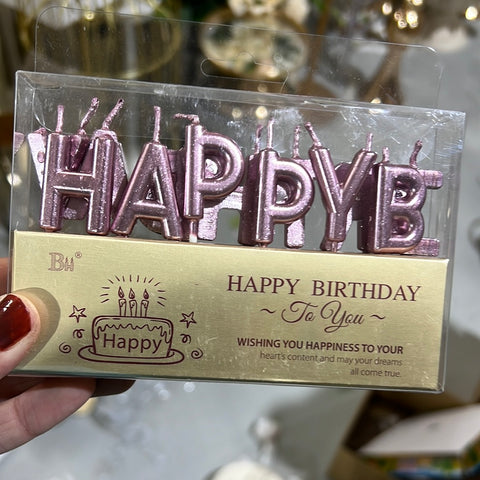 HAPPYB
BH®
Happy
HAPPY BIRTHDAY
~ To You ~
WISHING YOU HAPPINESS TO YOUR
heart's content and may your dreams
all come true.